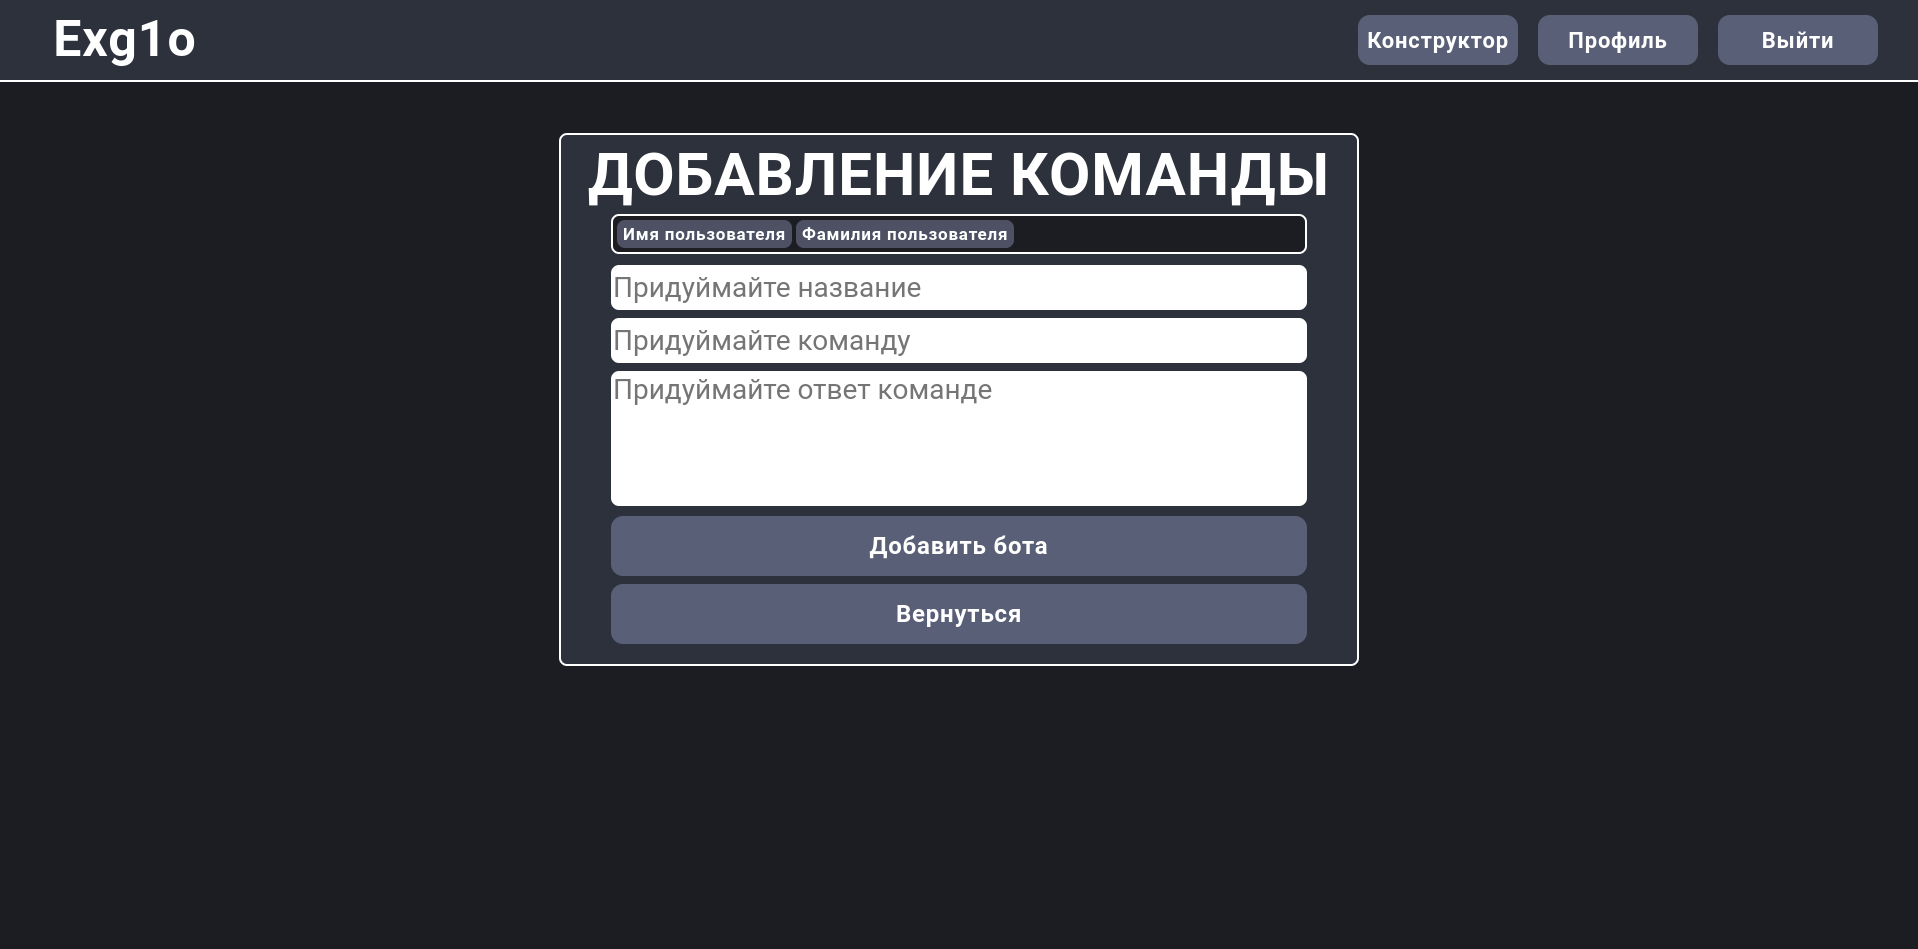 Exg1o
Конструктор Профиль Выйти
ДОБАВЛЕНИЕ КОМАНДЫ
Имя пользователя Фамилия пользователя
Придуймайте название
Придуймайте команду
Придуймайте ответ команде
Добавить бота
Вернуться